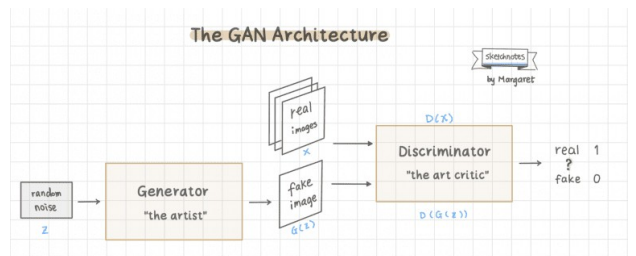 The GAN Architecture
sketchnotes
by Margaret
real
images
X
D(X)
Discriminator
"the art critic"
D(G(z))
real 1
?
fake 0
random
noise
z
Generator
"the artist"
fake
image
G(z)